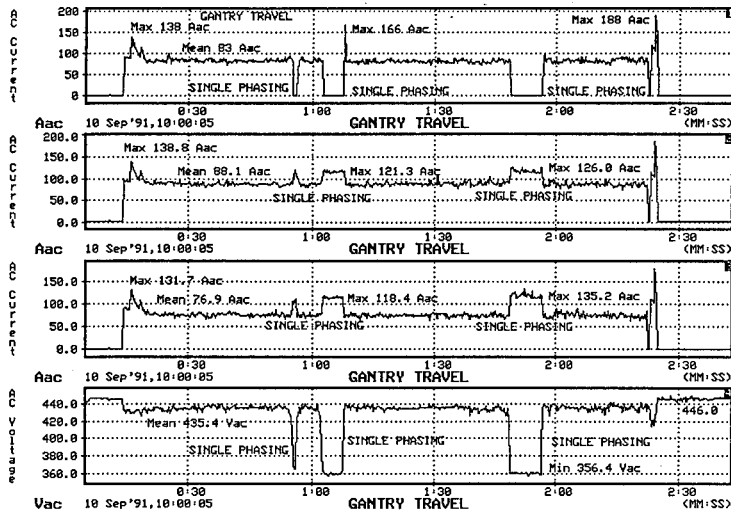 AC Current
200
150
100
50
0
GANTRY TRAVEL
Max 138 Aac
Mean 83 Aac
Max 166 Aac
Max 188 Aac
SINGLE PHASING
SINGLE PHASING
SINGLE PHASING
0:30 1:00 1:30 2:00 2:30
Aac 10 Sep'91,10:00:05 GANTRY TRAVEL (MM:SS)
AC Current
200.0
150.0
100.0
50.0
0.0
Max 138.8 Aac
Mean 88.1 Aac
Max 121.3 Aac
Max 126.0 Aac
SINGLE PHASING
SINGLE PHASING
0:30 1:00 1:30 2:00 2:30
Aac 10 Sep'91,10:00:05 GANTRY TRAVEL (MM:SS)
AC Current
150.0
100.0
50.0
0.0
Max 131.7 Aac
Mean 76.9 Aac
Max 118.4 Aac
Max 135.2 Aac
SINGLE PHASING
SINGLE PHASING
0:30 1:00 1:30 2:00 2:30
Aac 10 Sep'91,10:00:05 GANTRY TRAVEL (MM:SS)
AC Voltage
440.0
420.0
400.0
380.0
360.0
446.0
Mean 435.4 Vac
SINGLE PHASING
SINGLE PHASING
SINGLE PHASING
Min 356.4 Vac
0:30 1:00 1:30 2:00 2:30
Vac 10 Sep'91,10:00:05 GANTRY TRAVEL (MM:SS)